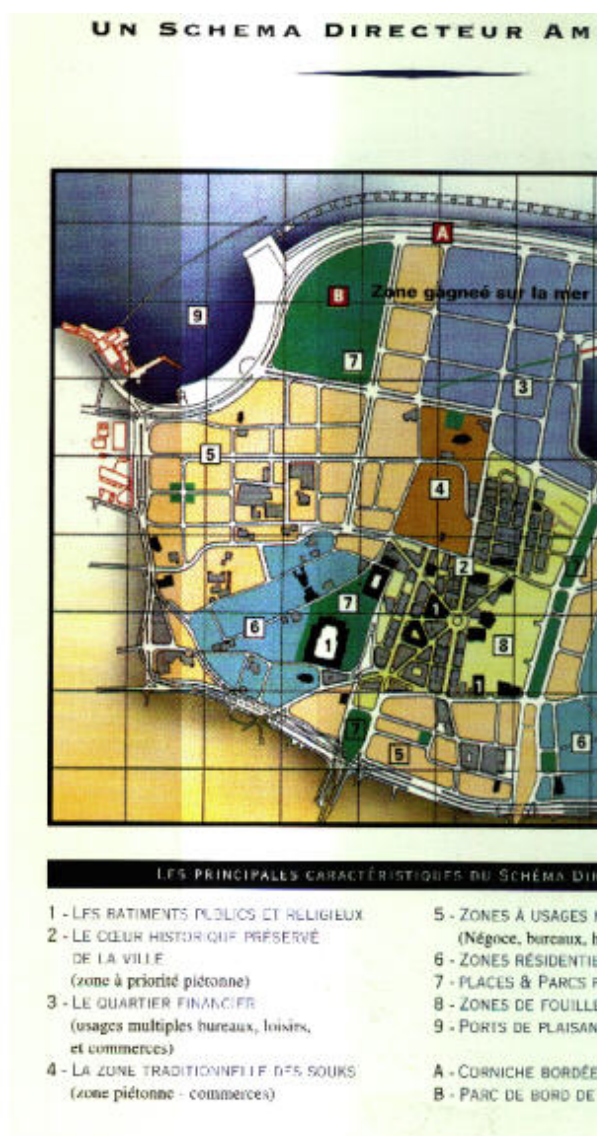 UN SCHEMA DIRECTEUR AM
A
B
Zone gagneé sur la mer
9
7
3
5
4
2
7
7
1
6
1
8
1
7
5
6
LES PRINCIPALES CARACTÉRISTIQUES DU SCHÉMA DIR
1 - LES BATIMENTS PUBLICS ET RELIGIEUX
2 - LE CŒUR HISTORIQUE PRÉSERVÉ
DE LA VILLE
(zone à priorité piétonne)
3 - LE QUARTIER FINANCIER
(usages multiples bureaux, loisirs,
et commerces)
4 - LA ZONE TRADITIONNELLE DES SOUKS
(zone piétonne - commerces)
5 - ZONES À USAGES
(Négoce, bureaux, h
6 - ZONES RÉSIDENTIE
7 - PLACES & PARCS P
8 - ZONES DE FOUILLE
9 - PORTS DE PLAISAN
A - CORNICHE BORDÉE
B - PARC DE BORD DE